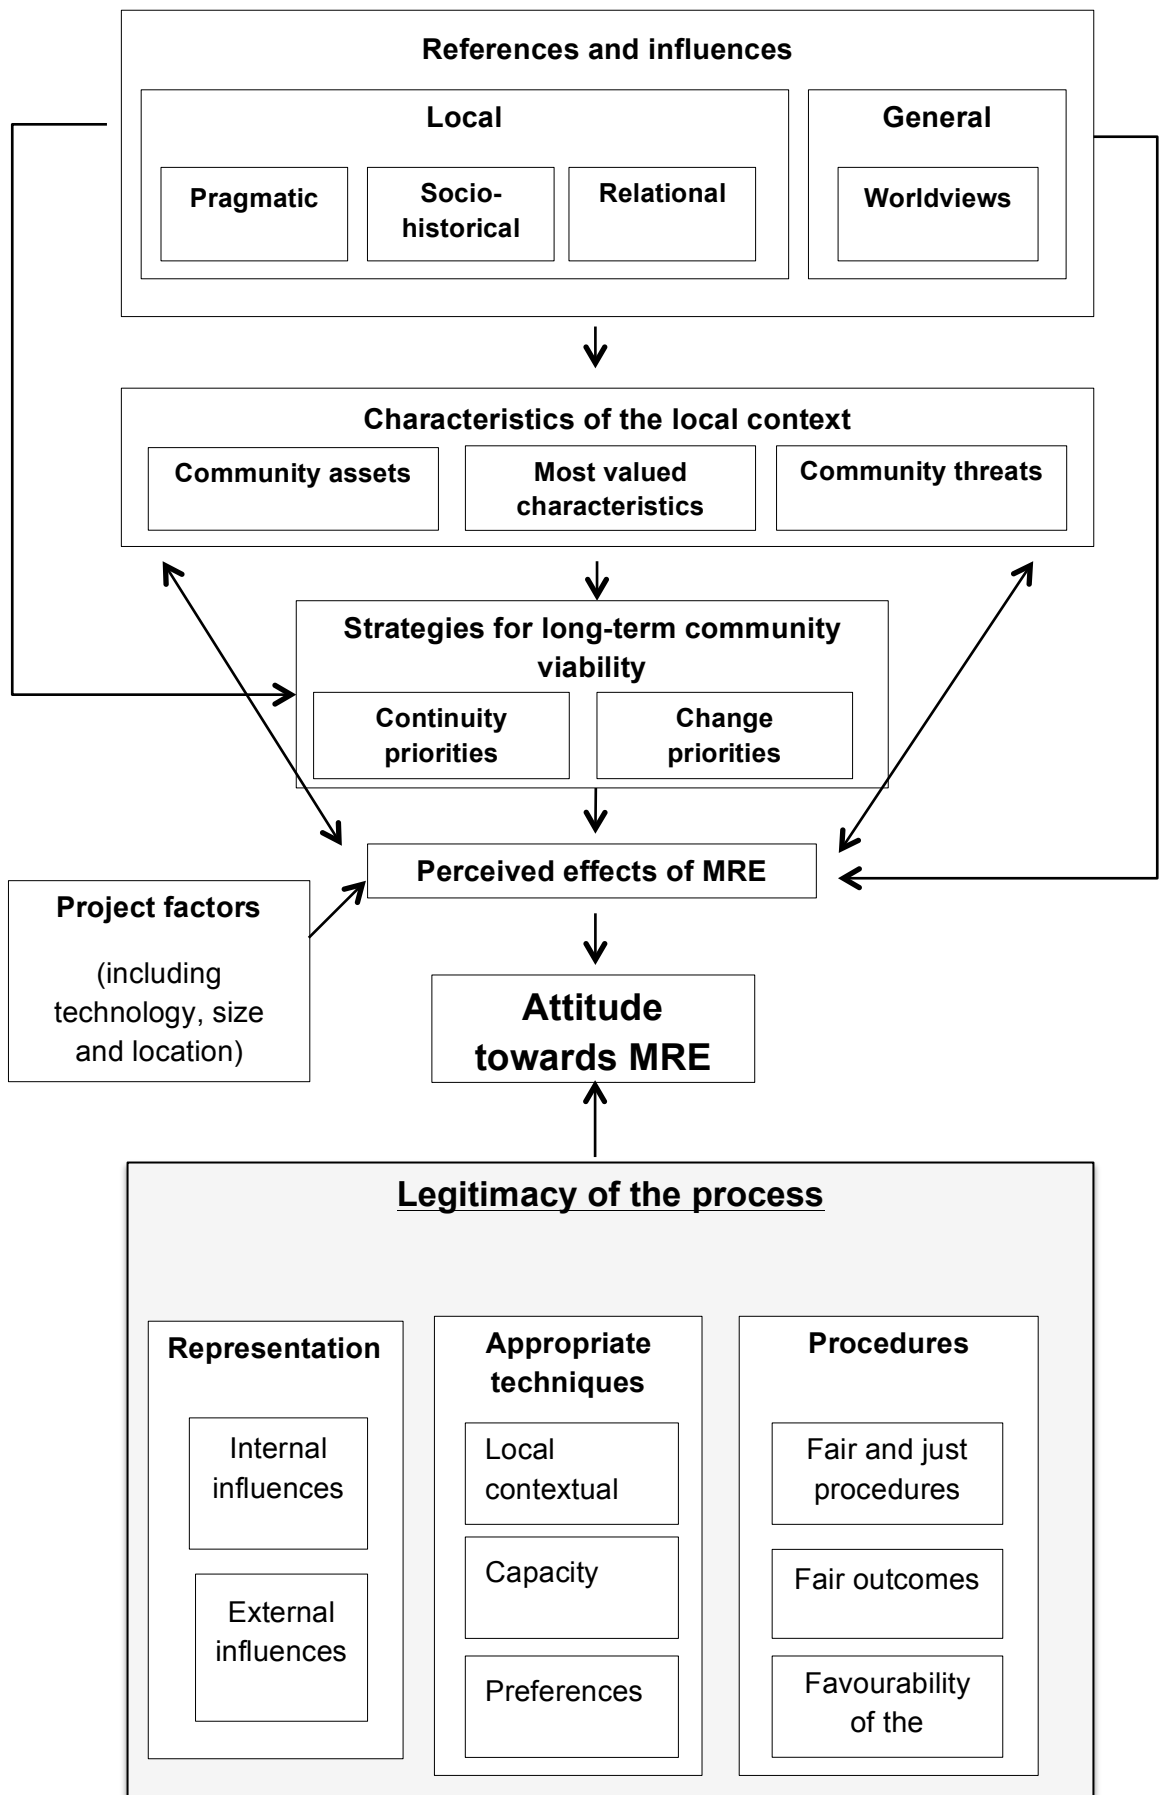 References and influences
Local
General
Pragmatic
Socio-
historical
Relational
Worldviews
Characteristics of the local context
Community assets
Most valued
characteristics
Community threats
Strategies for long-term community
viability
Continuity
priorities
Change
priorities
Perceived effects of MRE
Project factors
(including
technology, size
and location)
Attitude
towards MRE
Legitimacy of the process
Representation
Internal
influences
External
influences
Appropriate
techniques
Local
contextual
Capacity
Preferences
Procedures
Fair and just
procedures
Fair outcomes
Favourability
of the